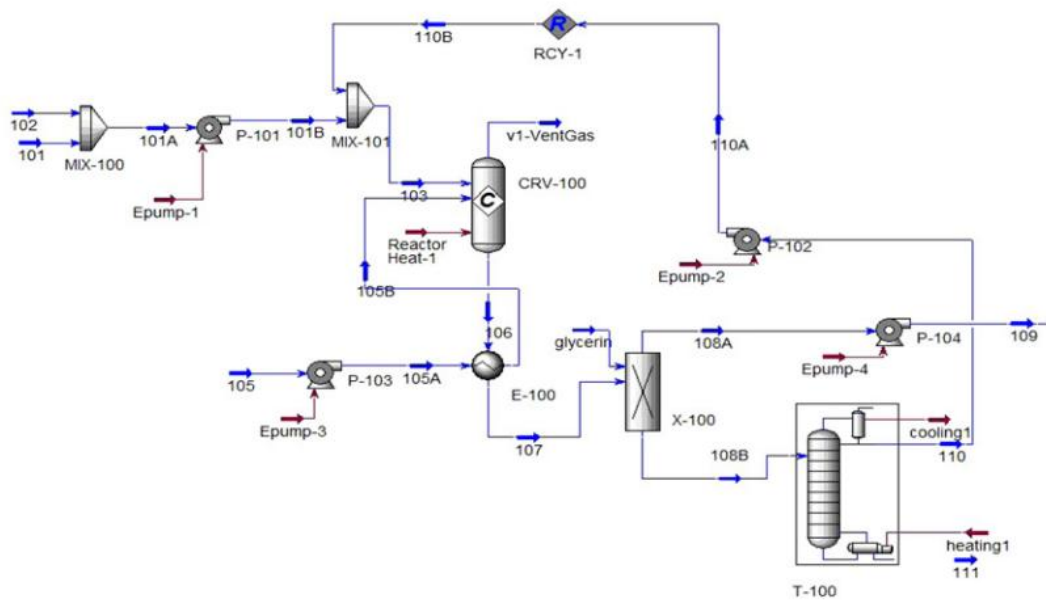 110B
R
RCY-1
102
101
MIX-100
101A
P-101
101B
MIX-101
v1-VentGas
CRV-100
C
103
110A
Epump-1
Reactor
Heat-1
105B
P-102
Epump-2
106
glycerin
108A
P-104
109
105
P-103
105A
E-100
Epump-4
Epump-3
107
X-100
108B
cooling1
110
heating1
111
T-100